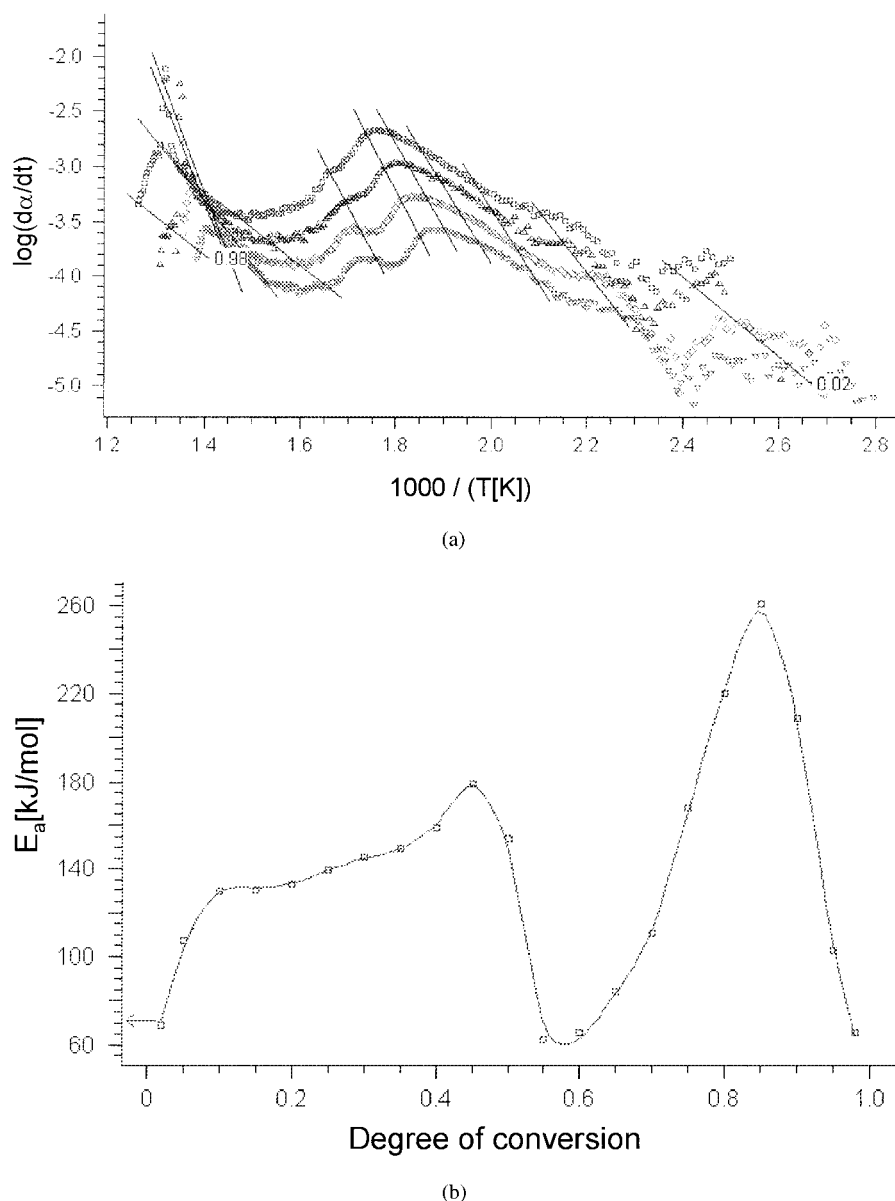 -2.0
-2.5
-3.0
-3.5
-4.0
-4.5
-5.0
log(dα/dt)
0.98
0.02
1.2 1.4 1.6 1.8 2.0 2.2 2.4 2.6 2.8
1000 / (T[K])
(a)
260
220
180
140
100
60
Ea[kJ/mol]
0 0.2 0.4 0.6 0.8 1.0
Degree of conversion
(b)